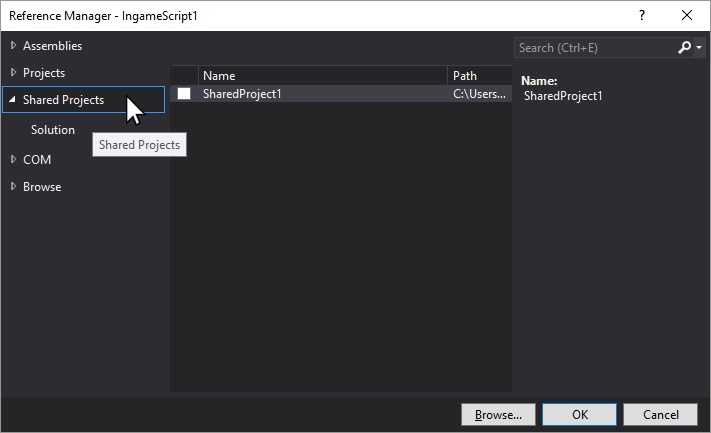 Reference Manager - IngameScript1
?
Assemblies
Projects
Shared Projects
Solution
Shared Projects
COM
Browse
Name Path
SharedProject1 C:\Users...
Search (Ctrl+E)
Name:
SharedProject1
Browse... OK Cancel